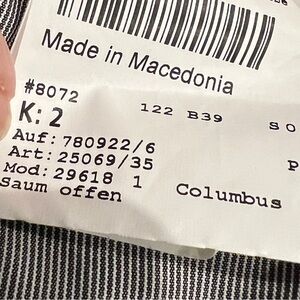 Made in Macedonia
#8072
K: 2 122 B39 S O
Auf: 780922/6
Art: 25069/35 P
Mod: 29618 1
Saum offen Columbus